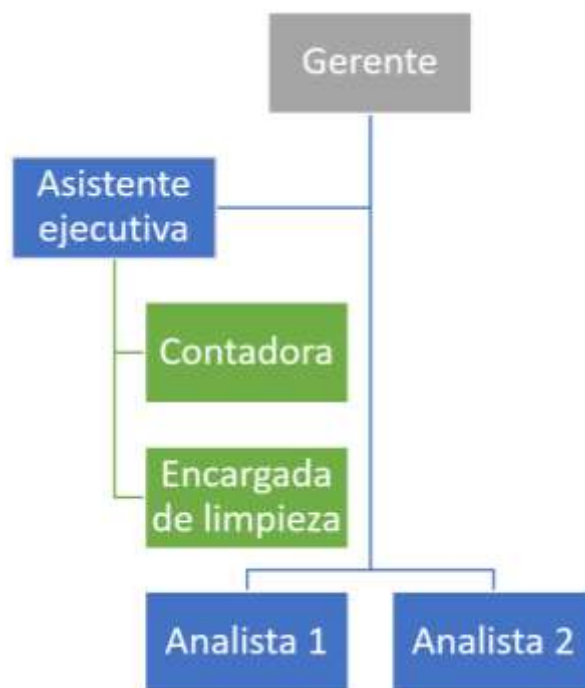 Gerente
Asistente
ejecutiva
Contadora
Encargada
de limpieza
Analista 1
Analista 2